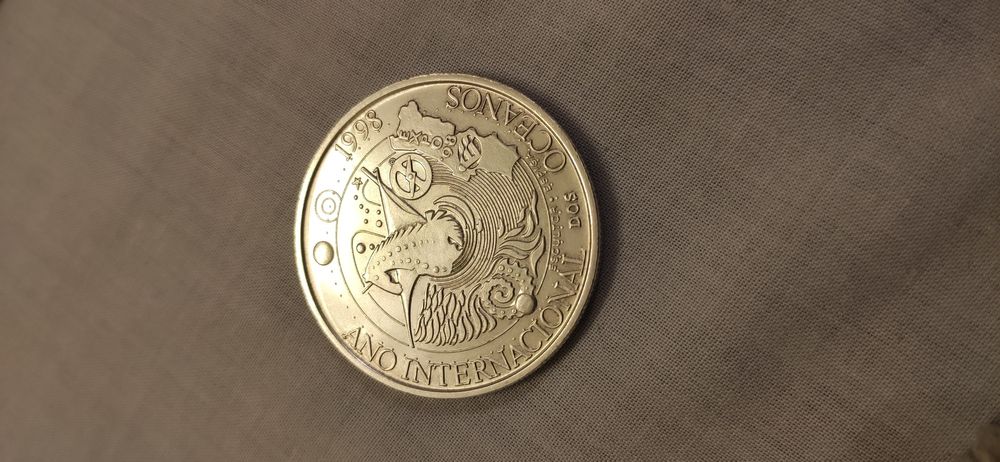 ANO INTERNACIONAL DOS OCEANOS
1998